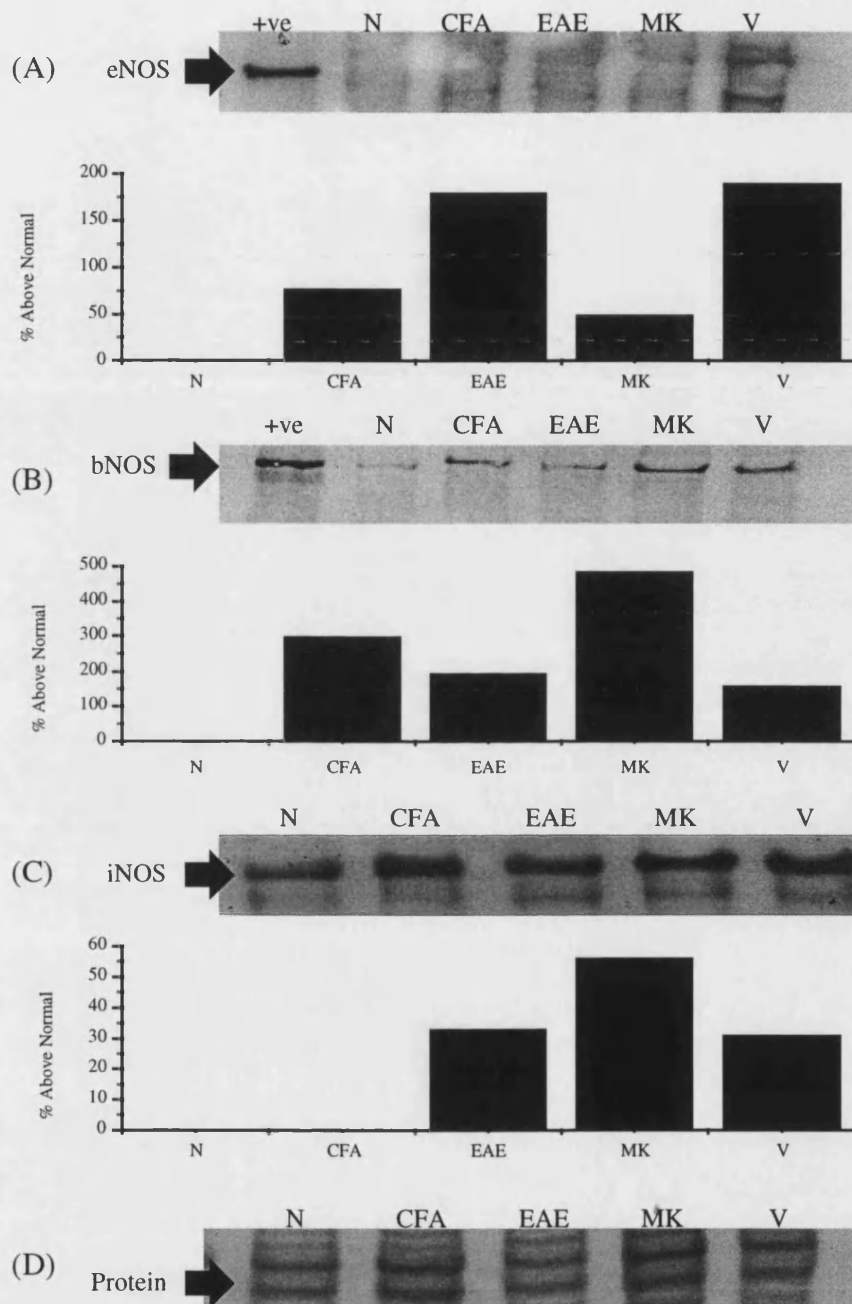 +ve N CFA EAE MK V
(A) eNOS
200
150
100
50
0
% Above Normal
N CFA EAE MK V
+ve N CFA EAE MK V
(B) bNOS
500
400
300
200
100
0
% Above Normal
N CFA EAE MK V
N CFA EAE MK V
(C) iNOS
60
50
40
30
20
10
0
% Above Normal
N CFA EAE MK V
N CFA EAE MK V
(D) Protein